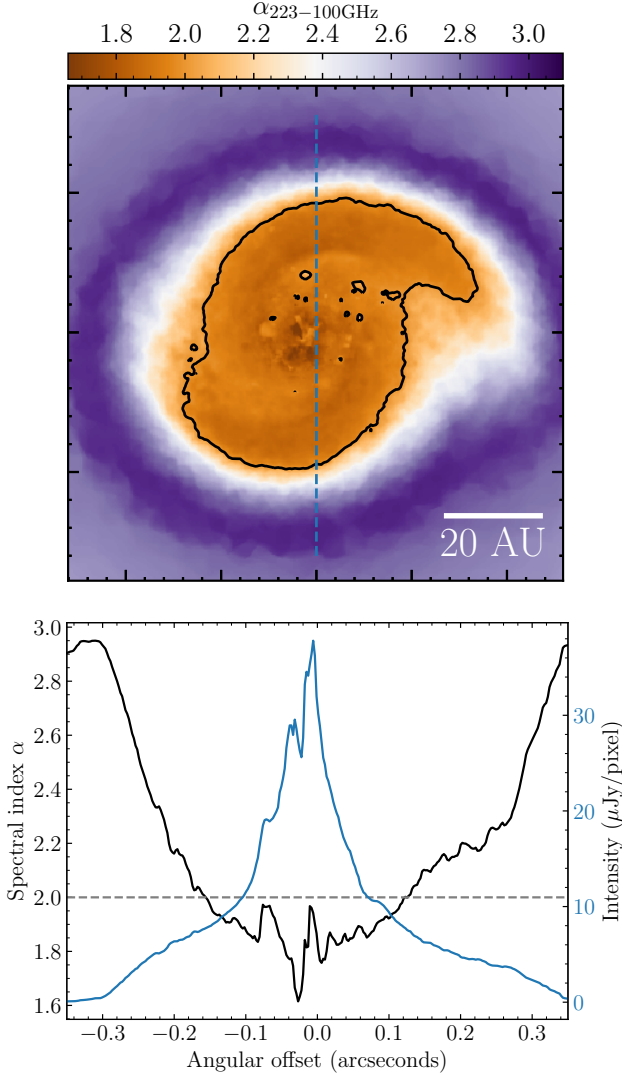 α223−100GHz
1.8 2.0 2.2 2.4 2.6 2.8 3.0
20 AU
3.0
2.8
2.6
2.4
2.2
2.0
1.8
1.6
Spectral index α
30
20
10
0
Intensity (μJy/pixel)
−0.3 −0.2 −0.1 0.0 0.1 0.2 0.3
Angular offset (arcseconds)